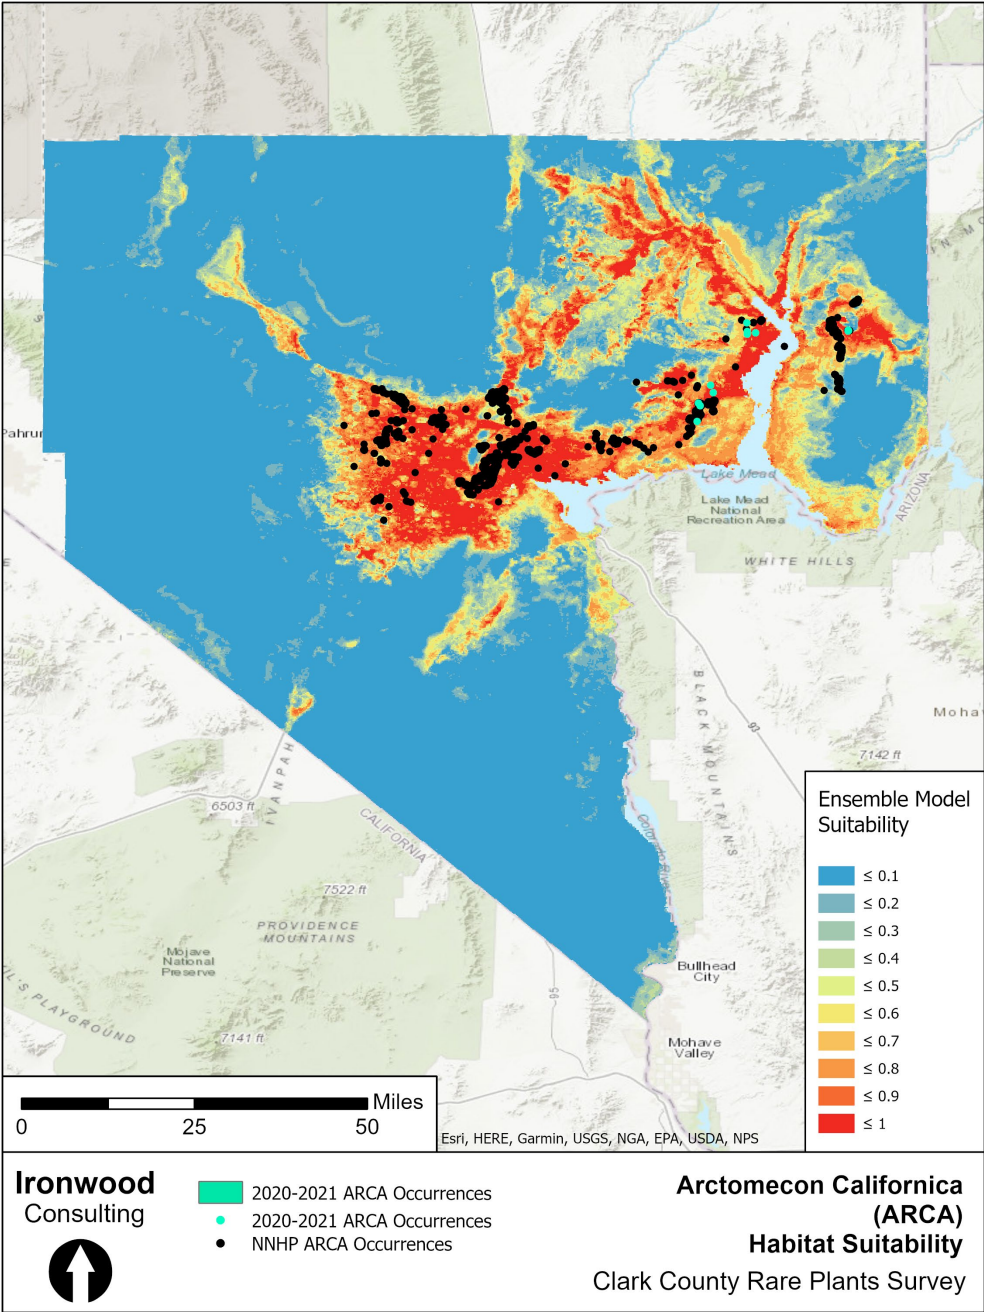 Pahrum
Lake Mead
Lake Mead
National
Recreation Area
ARIZONA
WHITE HILLS
BLACK MOUNTAINS
93
Moha
7142 ft
IVANPAH
6503 ft
CALIFORNIA
7522 ft
PROVIDENCE
MOUNTAINS
Mojave
National
Preserve
IL'S PLAYGROUND
7141 ft
95
Colorado River
Bullhead
City
Mohave
Valley
Ensemble Model
Suitability
≤ 0.1
≤ 0.2
≤ 0.3
≤ 0.4
≤ 0.5
≤ 0.6
≤ 0.7
≤ 0.8
≤ 0.9
≤ 1
Miles
0 25 50
Esri, HERE, Garmin, USGS, NGA, EPA, USDA, NPS
Ironwood
Consulting
2020-2021 ARCA Occurrences
2020-2021 ARCA Occurrences
NNHP ARCA Occurrences
Arctomecon Californica
(ARCA)
Habitat Suitability
Clark County Rare Plants Survey